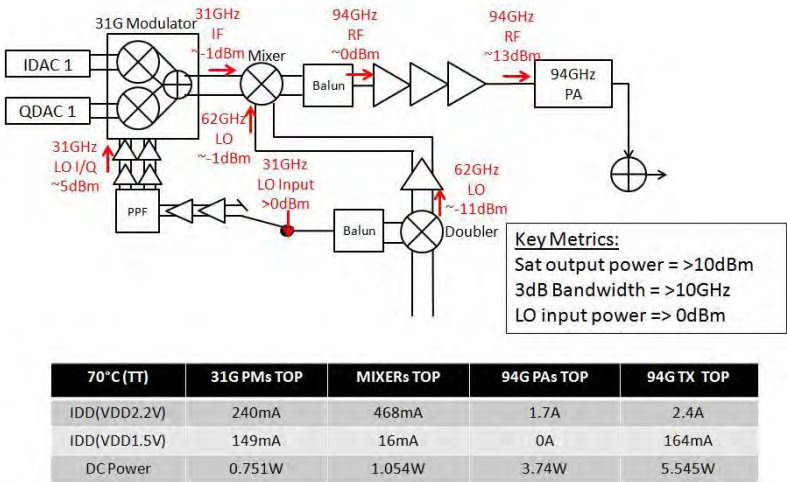 31G Modulator
IDAC 1
QDAC 1
31GHz
IF
~-1dBm
Mixer
94GHz
RF
~0dBm
Balun
94GHz
RF
~13dBm
94GHz
PA
31GHz
LO I/Q
~5dBm
62GHz
LO
~-1dBm
31GHz
LO Input
>0dBm
62GHz
LO
~-11dBm
PPF
Balun
Doubler
Key Metrics:
Sat output power = >10dBm
3dB Bandwidth = >10GHz
LO input power => 0dBm
70°C (TT) 31G PMs TOP MIXERs TOP 94G PAs TOP 94G TX TOP
IDD(VDD2.2V) 240mA 468mA 1.7A 2.4A
IDD(VDD1.5V) 149mA 16mA 0A 164mA
DC Power 0.751W 1.054W 3.74W 5.545W